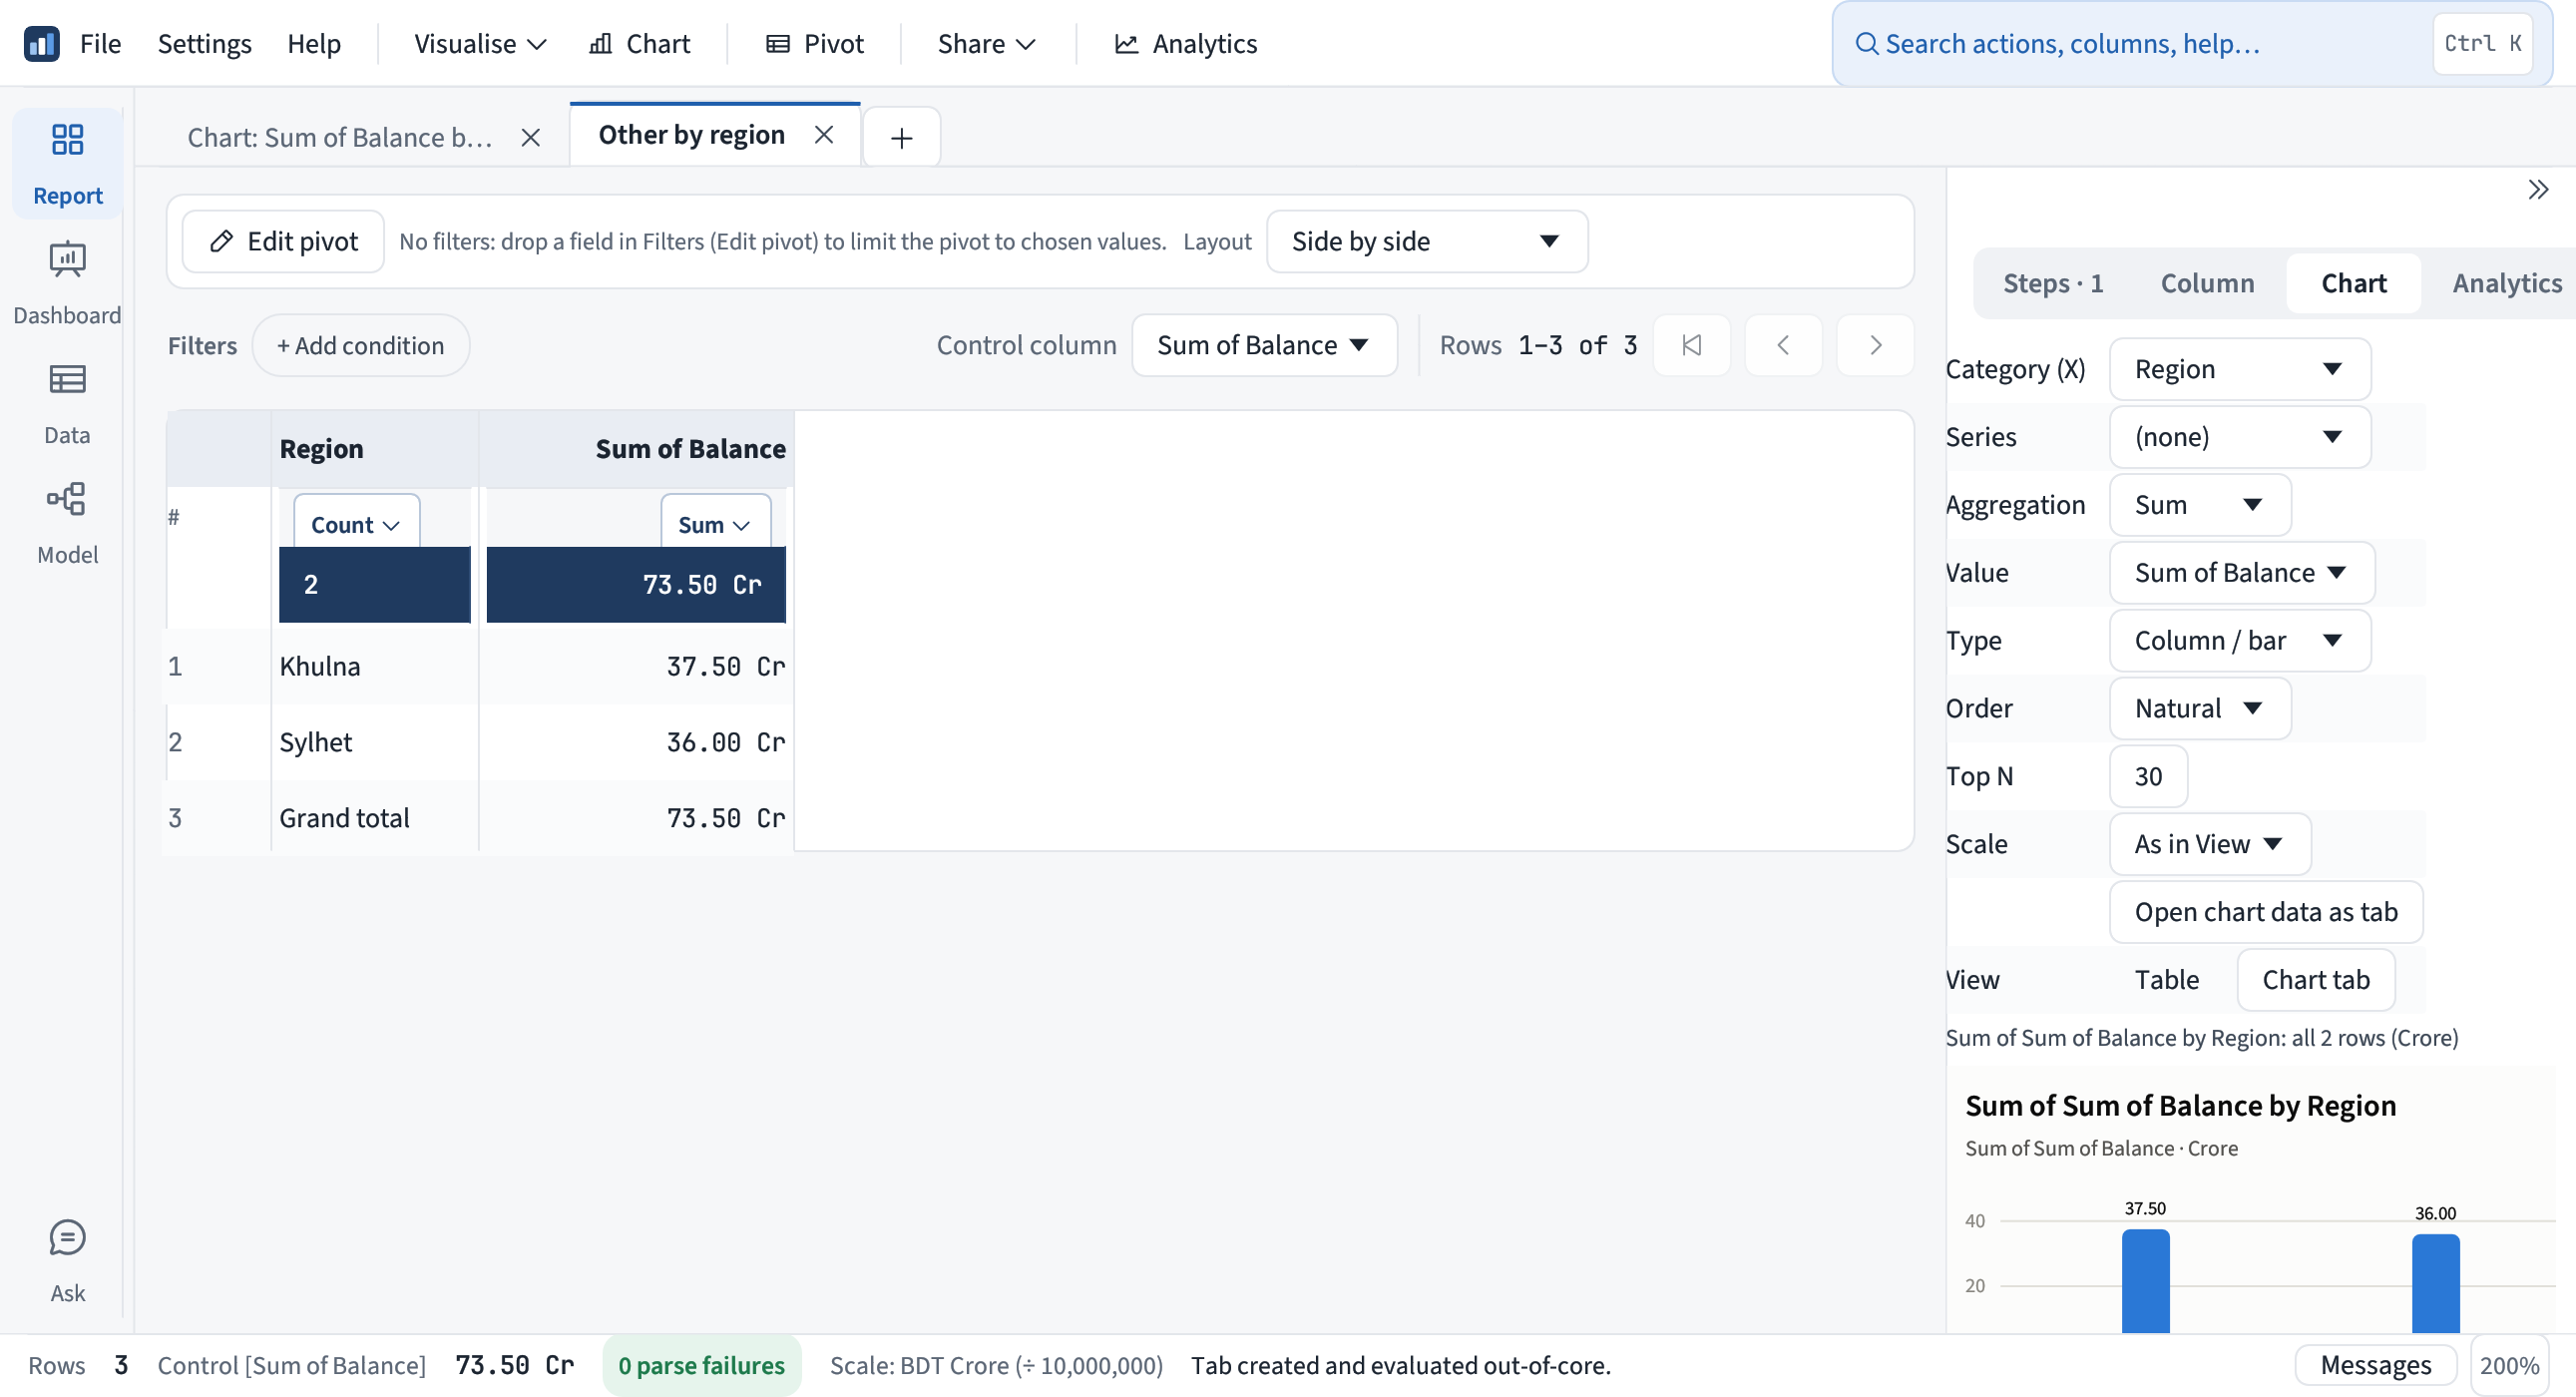 File Settings Help Visualise Chart Pivot Share Analytics Search actions, columns, help… Ctrl K
Report
Dashboard
Data
Model
Ask
Chart: Sum of Balance b… Other by region
Edit pivot No filters: drop a field in Filters (Edit pivot) to limit the pivot to chosen values. Layout Side by side
Filters + Add condition Control column Sum of Balance Rows 1–3 of 3
Region Sum of Balance
# Count Sum
2 73.50 Cr
1 Khulna 37.50 Cr
2 Sylhet 36.00 Cr
3 Grand total 73.50 Cr
Steps · 1 Column Chart Analytics
Category (X) Region
Series (none)
Aggregation Sum
Value Sum of Balance
Type Column / bar
Order Natural
Top N 30
Scale As in View
Open chart data as tab
View Table Chart tab
Sum of Sum of Balance by Region: all 2 rows (Crore)
Sum of Sum of Balance by Region
Sum of Sum of Balance · Crore
37.50 36.00
40
20
Rows 3 Control [Sum of Balance] 73.50 Cr 0 parse failures Scale: BDT Crore (÷ 10,000,000) Tab created and evaluated out-of-core. Messages 200%